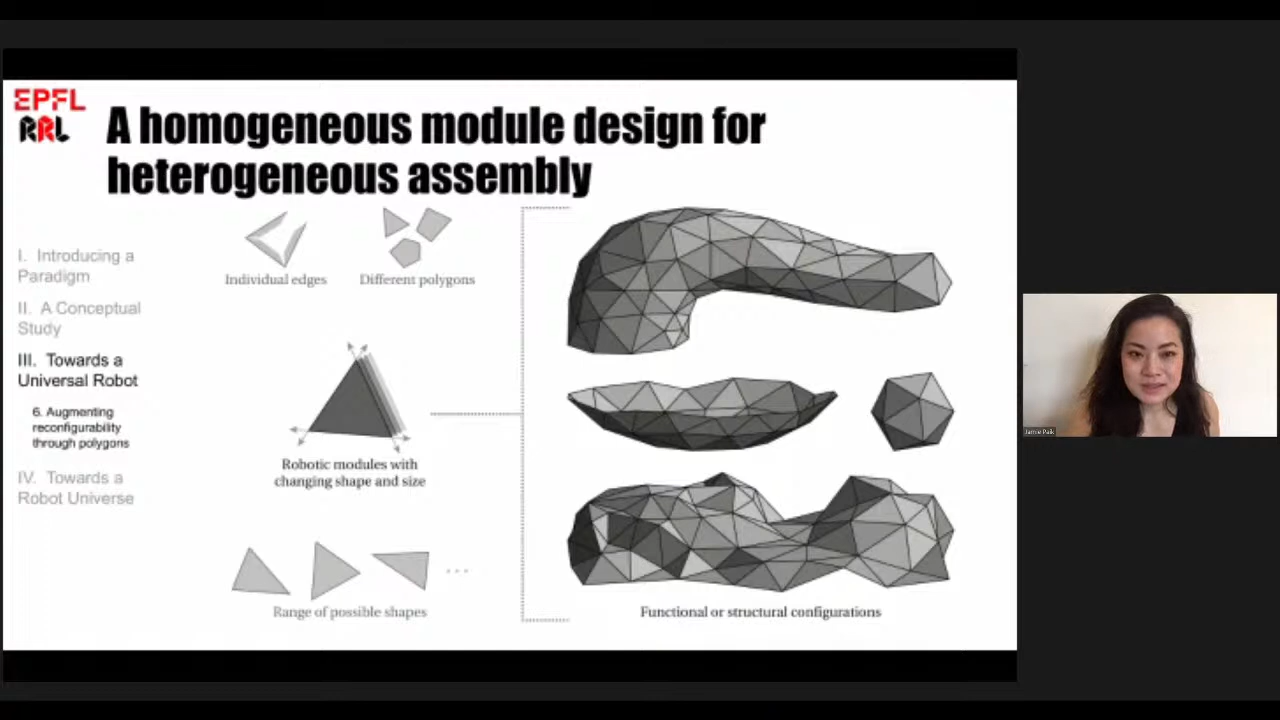 EPFL
RRL
A homogeneous module design for
heterogeneous assembly
I. Introducing a
Paradigm
II. A Conceptual
Study
III. Towards a
Universal Robot
6. Augmenting
reconfigurability
through polygons
IV. Towards a
Robot Universe
Individual edges
Different polygons
Robotic modules with
changing shape and size
Range of possible shapes
Functional or structural configurations
Jamie Paik